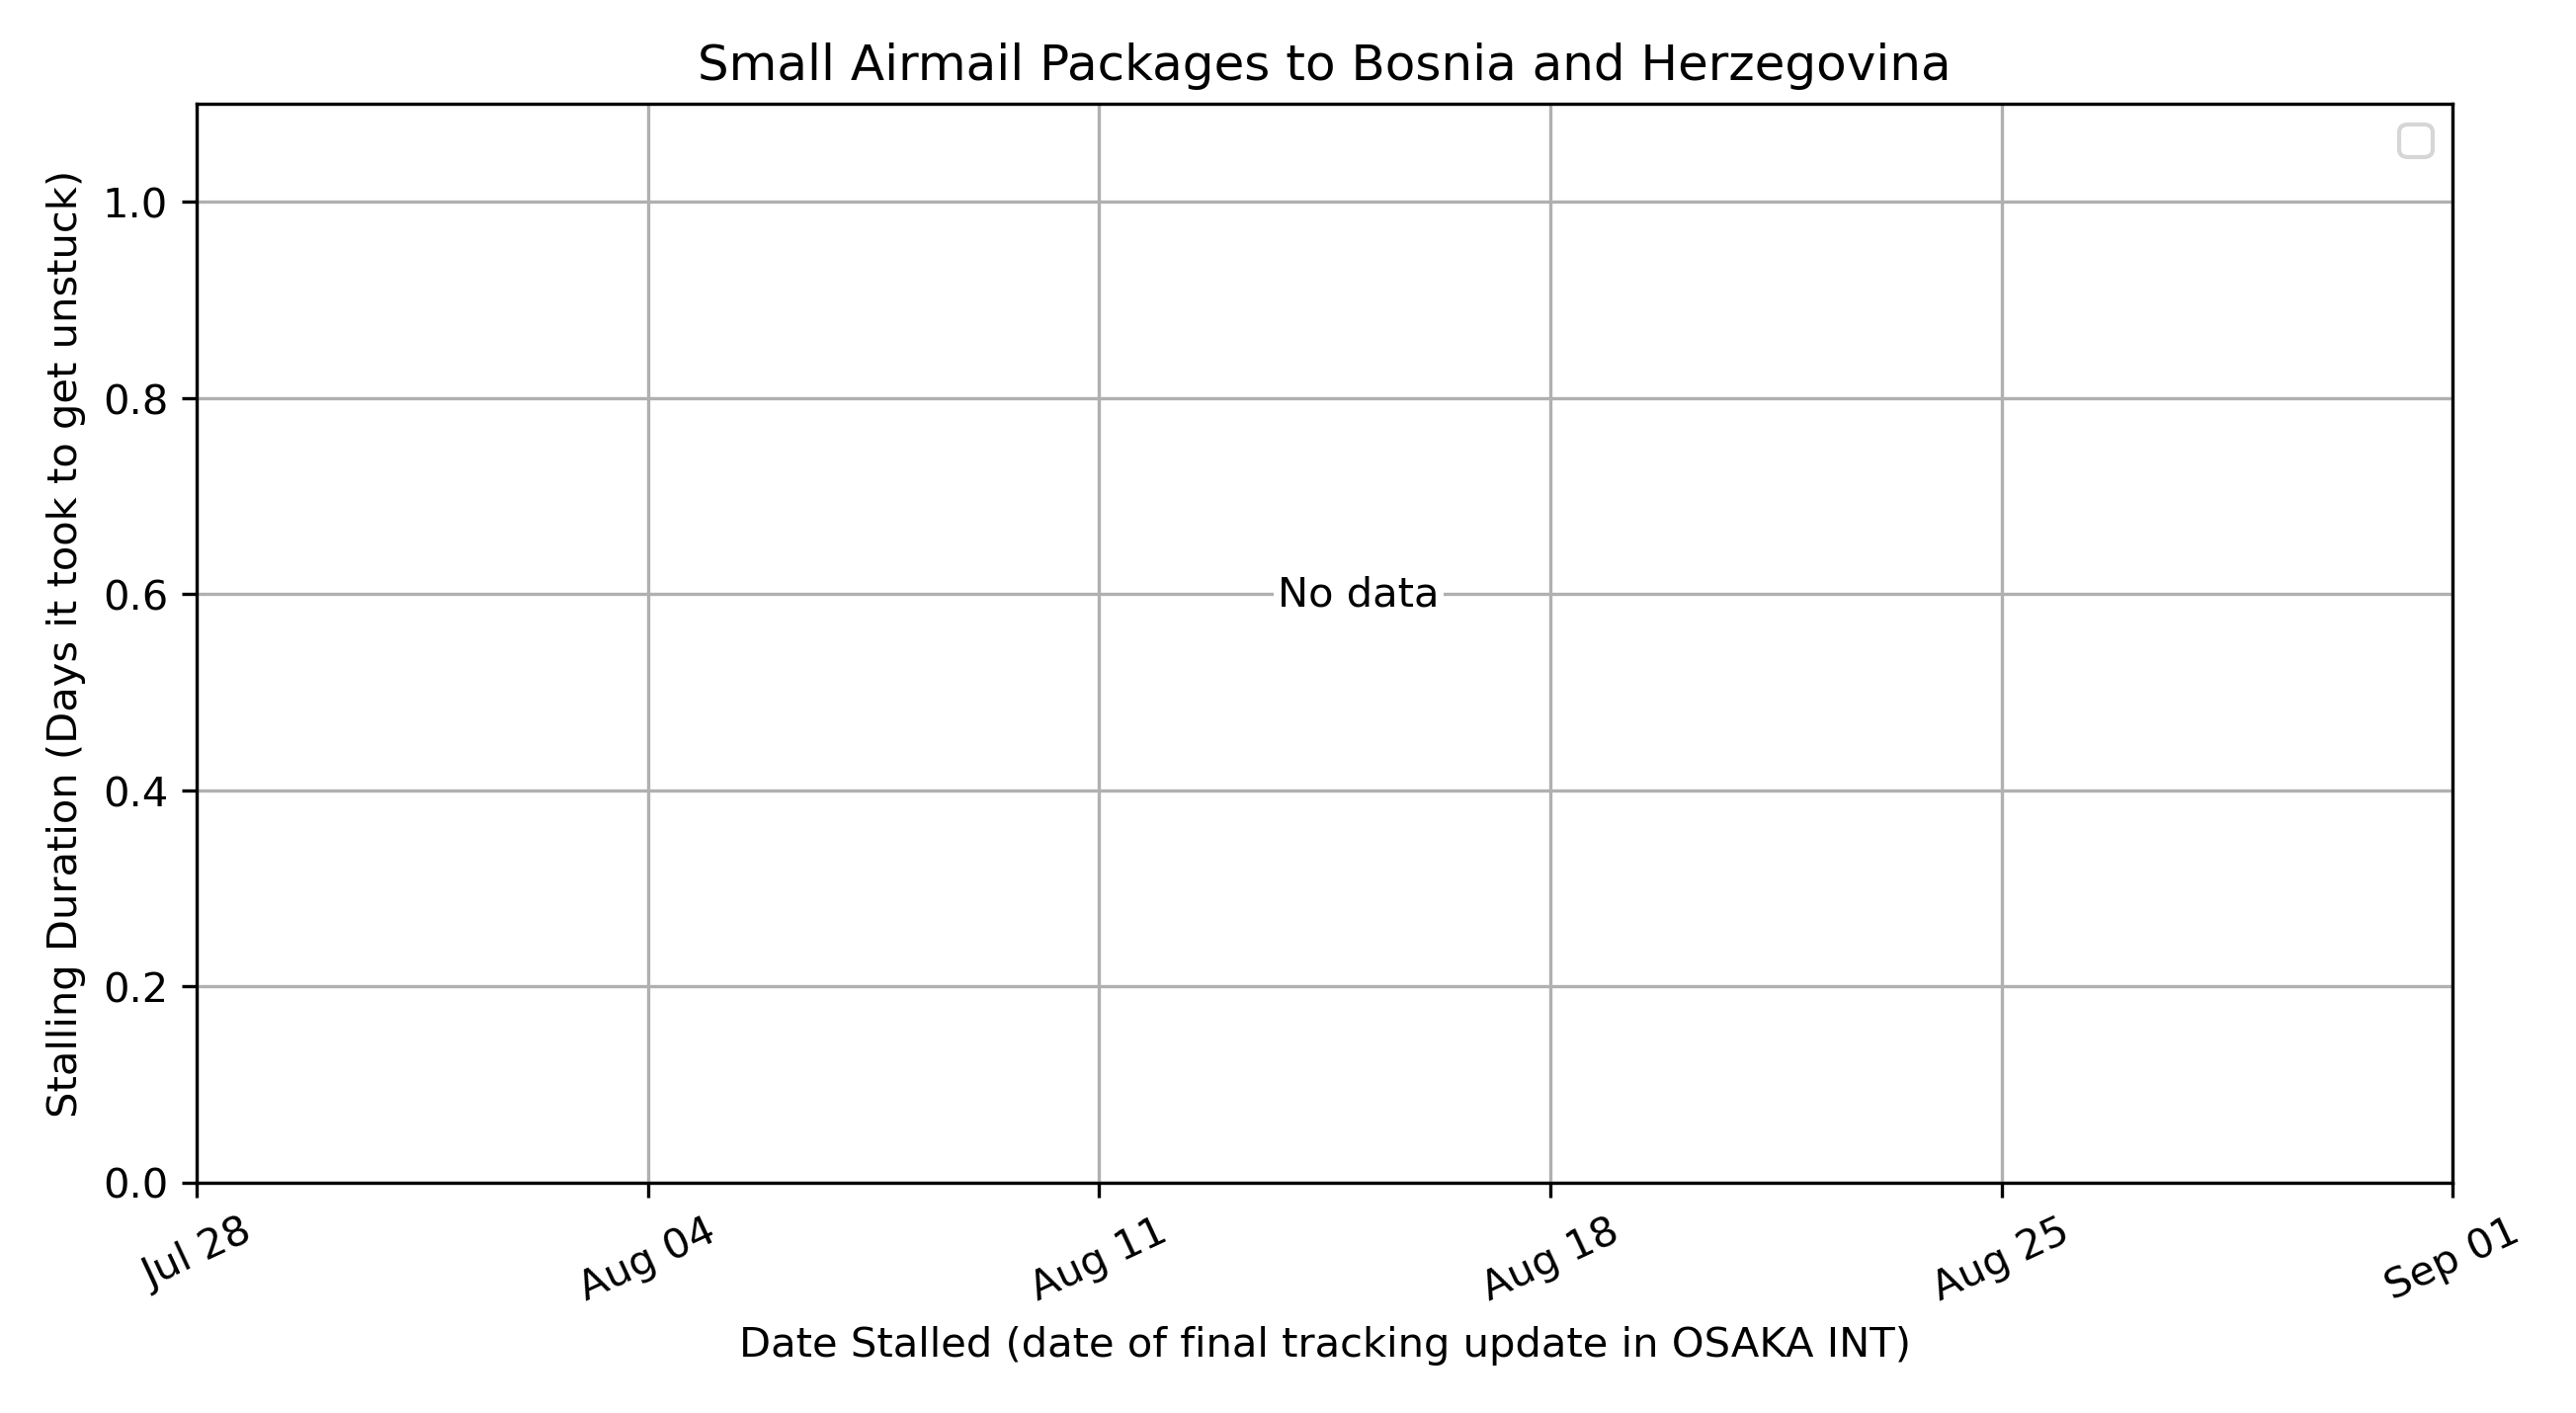 Small Airmail Packages to Bosnia and Herzegovina
Stalling Duration (Days it took to get unstuck)
1.0
0.8
0.6
0.4
0.2
0.0
No data
Jul 28
Aug 04
Aug 11
Aug 18
Aug 25
Sep 01
Date Stalled (date of final tracking update in OSAKA INT)